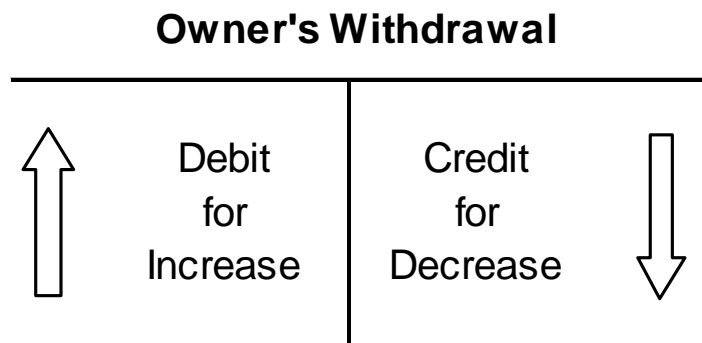 Owner's Withdrawal
Debit
for
Increase
Credit
for
Decrease